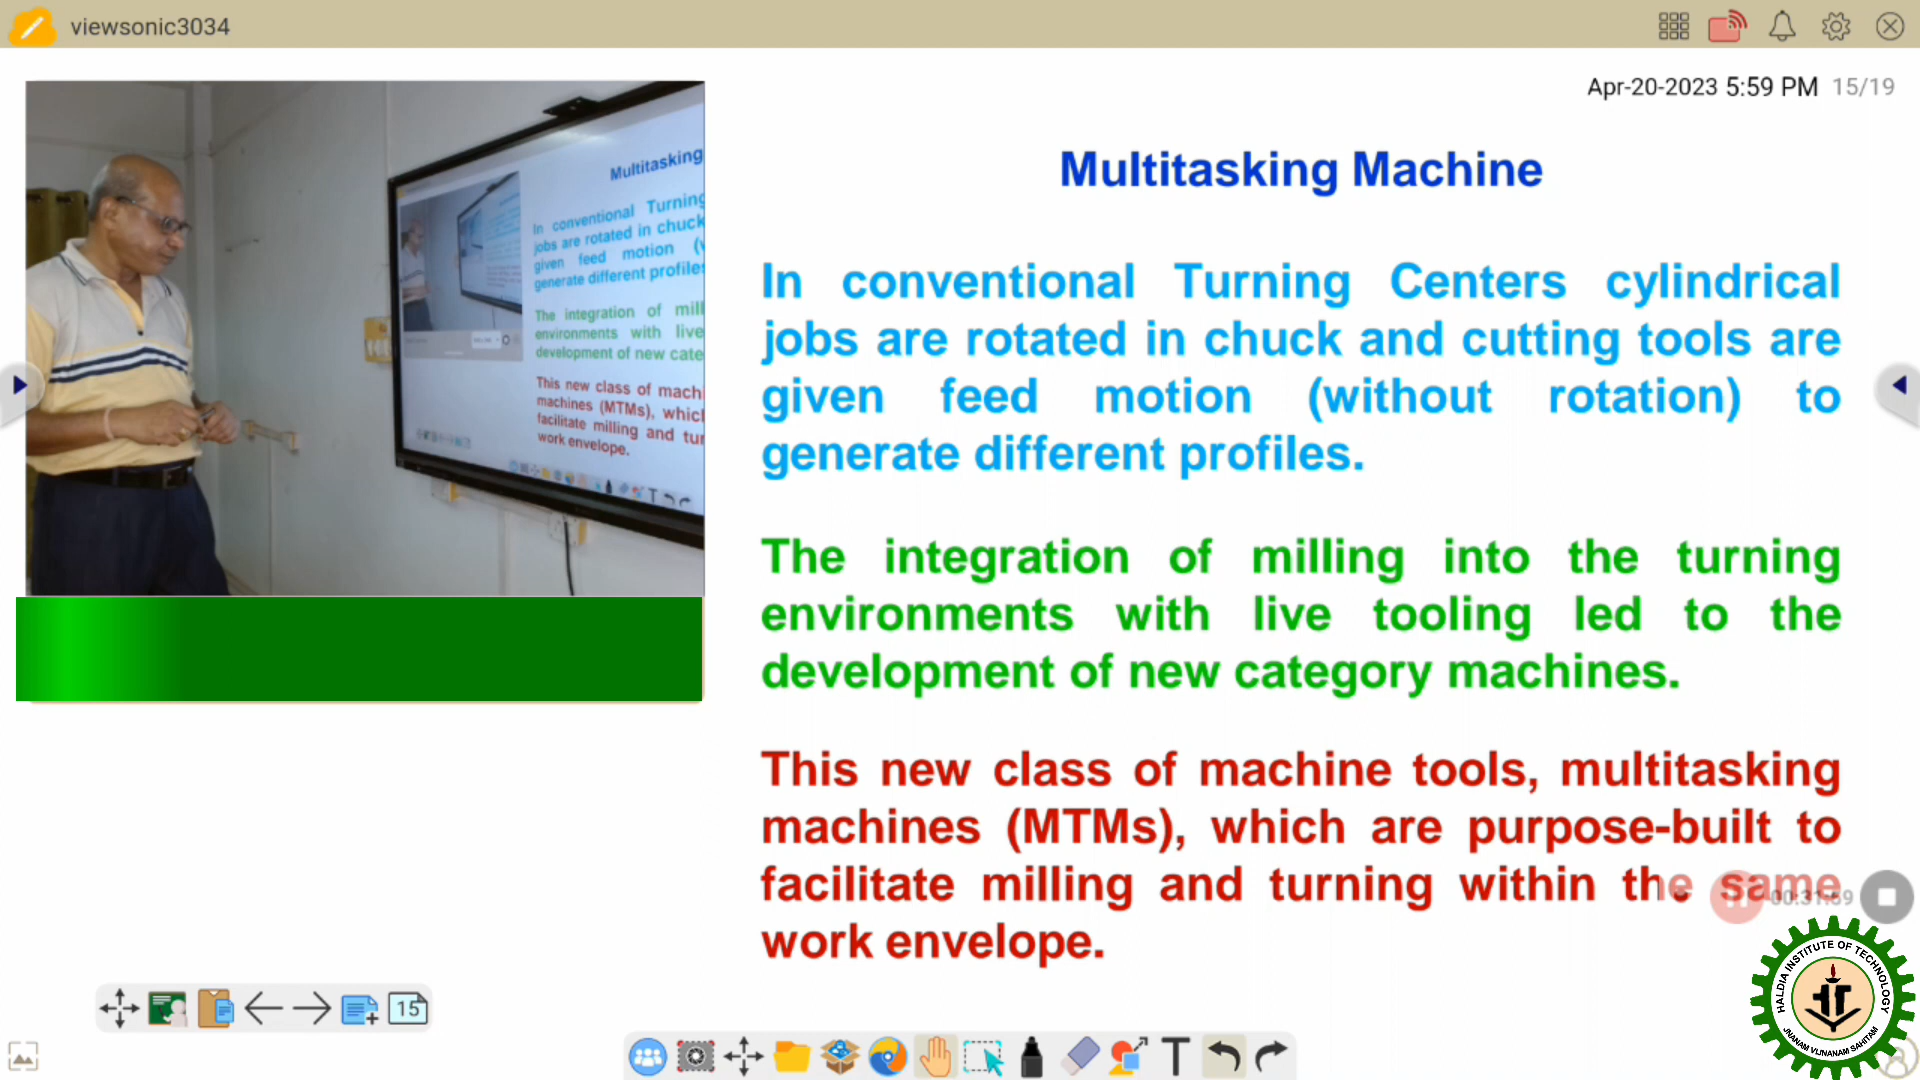 viewsonic3034
Apr-20-2023 5:59 PM 15/19
Multitasking Machine
In conventional Turning Centers cylindrical
jobs are rotated in chuck and cutting tools are
given feed motion (without rotation) to
generate different profiles.
The integration of milling into the turning
environments with live tooling led to the
development of new category machines.
This new class of machine tools, multitasking
machines (MTMs), which are purpose-built to
facilitate milling and turning within the same
work envelope.
Multitasking
In conventional Turning
jobs are rotated in chuck
given feed motion
generate different profiles
The integration of mill
environments with live
development of new cate
This new class of machi
machines (MTMs), which
facilitate milling and tur
work envelope.
HALDIA INSTITUTE OF TECHNOLOGY
JNANAM VIJNANAM SAHITAM
15
T